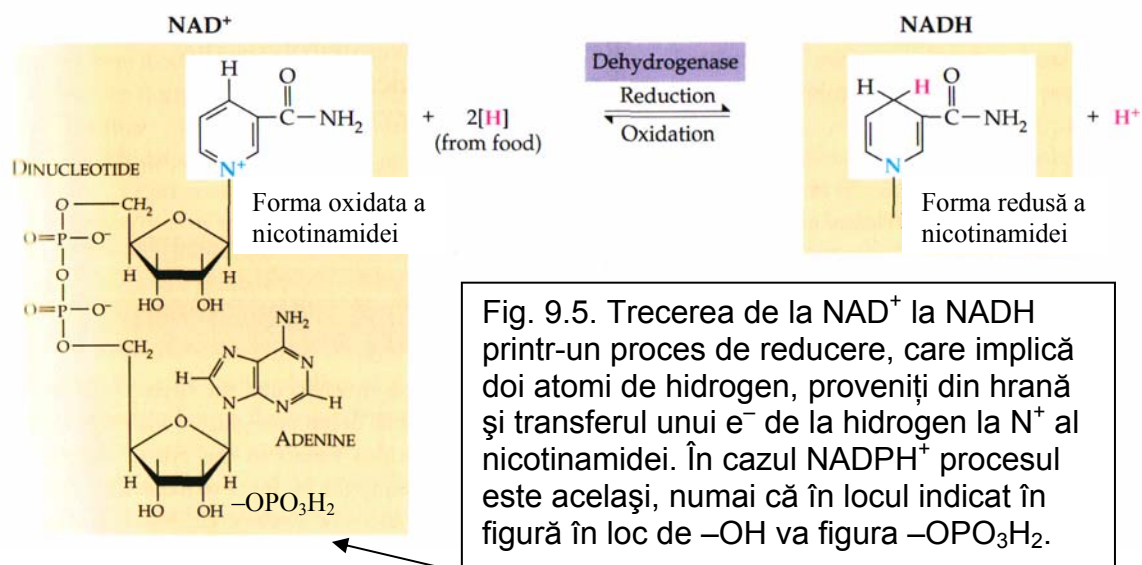 NAD⁺
NADH
H
O
C–NH₂
N⁺
+ 2[H]
(from food)
Dehydrogenase
Reduction
Oxidation
H H
O
C–NH₂
N
+ H⁺
DINUCLEOTIDE
Forma oxidata a
nicotinamidei
Forma redusă a
nicotinamidei
O–CH₂
O
O=P–O⁻
H H
O
HO OH
O=P–O⁻
O–CH₂
NH₂
N N
H H
N N
O
ADENINE
H H
HO OH –OPO₃H₂
Fig. 9.5. Trecerea de la NAD⁺ la NADH
printr-un proces de reducere, care implică
doi atomi de hidrogen, proveniți din hrană
şi transferul unui e⁻ de la hidrogen la N⁺ al
nicotinamidei. În cazul NADPH⁺ procesul
este acelaşi, numai că în locul indicat în
figură în loc de –OH va figura –OPO₃H₂.